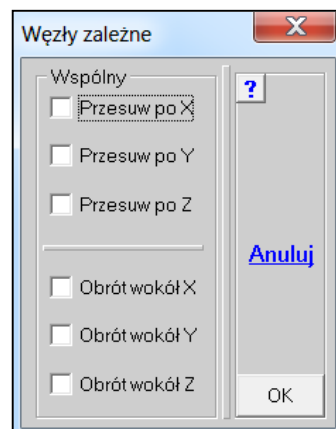 Węzły zależne
X
Wspólny
?
Przesuw po X
Przesuw po Y
Przesuw po Z
Anuluj
Obrót wokół X
Obrót wokół Y
Obrót wokół Z
OK